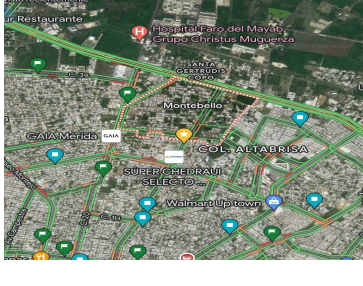 ur Restaurante
Hospital Faro del Mayab
Grupo Christus Muguerza
SANTA
GERTRUDIS
COPO
C. 39
Montebello
GAIA Mérida
GAIA
COL. ALTABRISA
SUPER CHEDRAUI
SELECTO ...
Walmart Up town